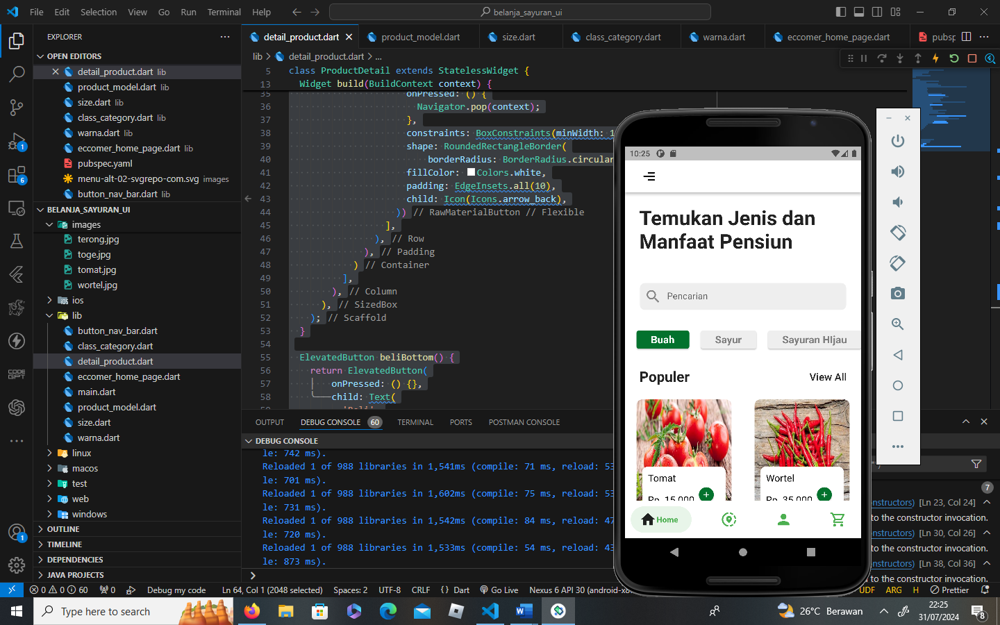 File Edit Selection View Go Run Terminal Help
belanja_sayuran_ui
EXPLORER
OPEN EDITORS
detail_product.dart lib
product_model.dart lib
size.dart lib
class_category.dart lib
warna.dart lib
eccomer_home_page.dart lib
pubspec.yaml
menu-alt-02-svgrepo-com.svg images
button_nav_bar.dart lib
BELANJA_SAYURAN_UI
images
terong.jpg
toge.jpg
tomat.jpg
wortel.jpg
ios
lib
button_nav_bar.dart
class_category.dart
detail_product.dart
eccomer_home_page.dart
main.dart
product_model.dart
size.dart
warna.dart
linux
macos
test
web
windows
OUTLINE
TIMELINE
DEPENDENCIES
JAVA PROJECTS
1
6
CODE
GPT
1
detail_product.dart product_model.dart size.dart class_category.dart warna.dart eccomer_home_page.dart pubsp
lib > detail_product.dart > ...
5 class ProductDetail extends StatelessWidget {
13 Widget build(BuildContext context) {
35 onPressed: () {
36 Navigator.pop(context);
37 },
38 constraints: BoxConstraints(minWidth: 1
39 shape: RoundedRectangleBorder(
40 borderRadius: BorderRadius.circular
41 fillColor: Colors.white,
42 padding: EdgeInsets.all(10),
43 child: Icon(Icons.arrow_back),
44 )) // RawMaterialButton // Flexible
45 ],
46 ), // Row
47 ), // Padding
48 ) // Container
49 ],
50 ), // Column
51 ), // SizedBox
52 ); // Scaffold
53 }
54
55 ElevatedButton beliBottom() {
56 return ElevatedButton(
57 onPressed: () {},
58 child: Text(
OUTPUT DEBUG CONSOLE 60 TERMINAL PORTS POSTMAN CONSOLE
DEBUG CONSOLE
le: 742 ms).
Reloaded 1 of 988 libraries in 1,541ms (compile: 71 ms, reload: 53
le: 701 ms).
Reloaded 1 of 988 libraries in 1,602ms (compile: 75 ms, reload: 53
le: 731 ms).
Reloaded 1 of 988 libraries in 1,542ms (compile: 84 ms, reload: 47
le: 720 ms).
Reloaded 1 of 988 libraries in 1,533ms (compile: 54 ms, reload: 43
le: 873 ms).
7
nstructors) [Ln 23, Col 24]
to the constructor invocation.
nstructors) [Ln 30, Col 26]
to the constructor invocation.
nstructors) [Ln 38, Col 36]
to the constructor invocation.
10:25
Temukan Jenis dan
Manfaat Pensiun
Pencarian
Buah Sayur Sayuran HIjau
Populer View All
Tomat Wortel
Rp. 15.000 Rp. 35.000
Home
0 0 60 0 Debug my code Ln 64, Col 1 (2048 selected) Spaces: 2 UTF-8 CRLF {} Dart Go Live Nexus 6 API 30 (android-x8 UDF ARG H Prettier
Type here to search
26°C Berawan
22:25
31/07/2024
8